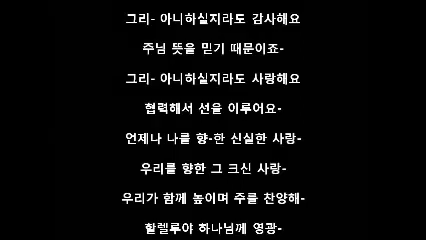 그리- 아니하실지라도 감사해요
주님 뜻을 믿기 때문이죠-
그리- 아니하실지라도 사랑해요
협력해서 선을 이루어요-
언제나 나를 향-한 신실한 사랑-
우리를 향한 그 크신 사랑-
우리가 함께 높이며 주를 찬양해-
할렐루야 하나님께 영광-